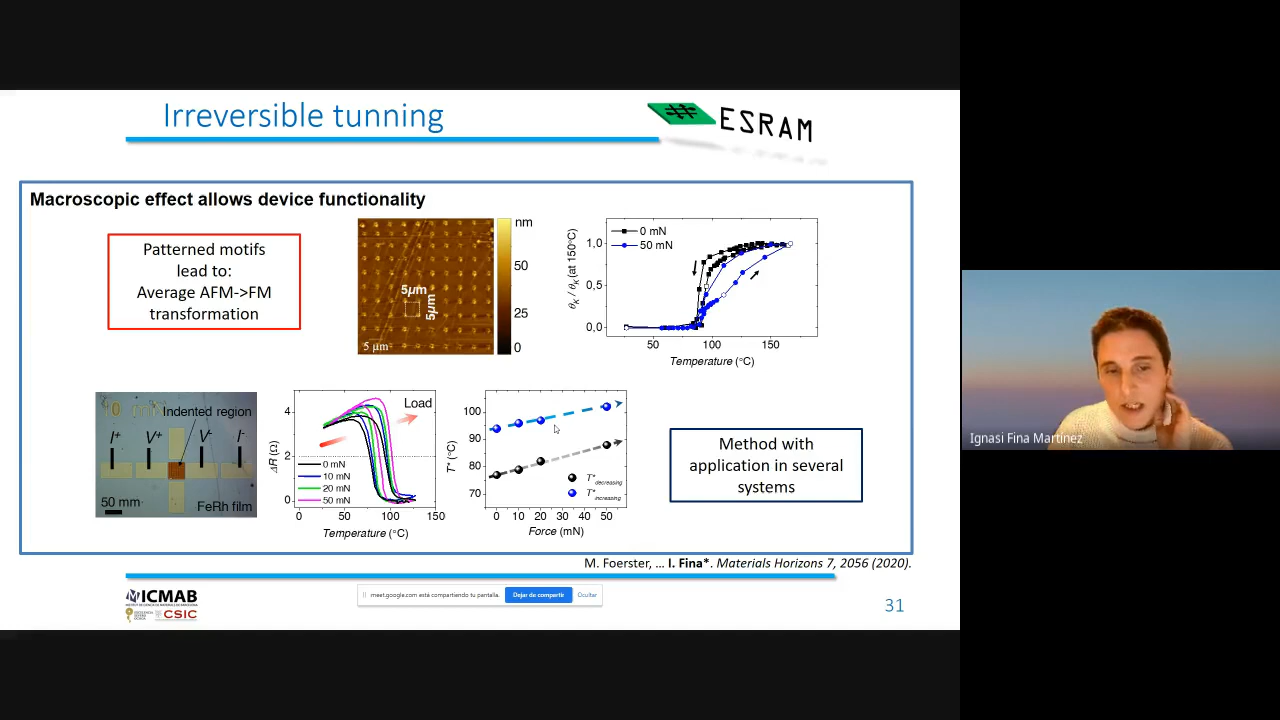 Irreversible tunning
ESRAM
Macroscopic effect allows device functionality
Patterned motifs
lead to:
Average AFM->FM
transformation
nm
50
25
0
5µm
5µm
5 µm
θK / θK(at 150°C)
1,0
0,5
0,0
0 mN
50 mN
50
100
150
Temperature (°C)
10 mN
Indented region
I+
V+
V-
I-
50 mm
FeRh film
ΔR (Ω)
4
2
0
Load
0 mN
10 mN
20 mN
50 mN
0
50
100
150
Temperature (°C)
T* (°C)
100
90
80
70
T*decreasing
T*increasing
0
10
20
30
40
50
Force (mN)
Method with
application in several
systems
M. Foerster, ... I. Fina*. Materials Horizons 7, 2056 (2020).
ICMAB
CSIC
meet.google.com está compartiendo tu pantalla.
Dejar de compartir
Ocultar
31
Ignasi Fina Martínez